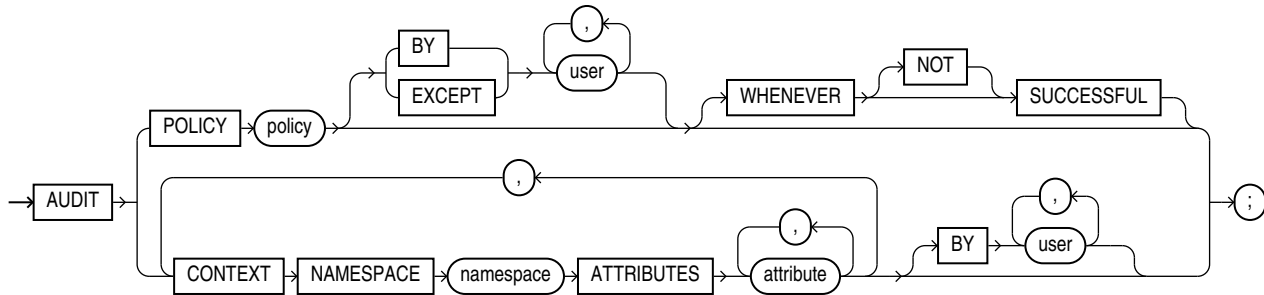 ,
BY
user
NOT
EXCEPT
WHENEVER
SUCCESSFUL
POLICY
policy
,
AUDIT
;
,
,
BY
user
CONTEXT
NAMESPACE
namespace
ATTRIBUTES
attribute